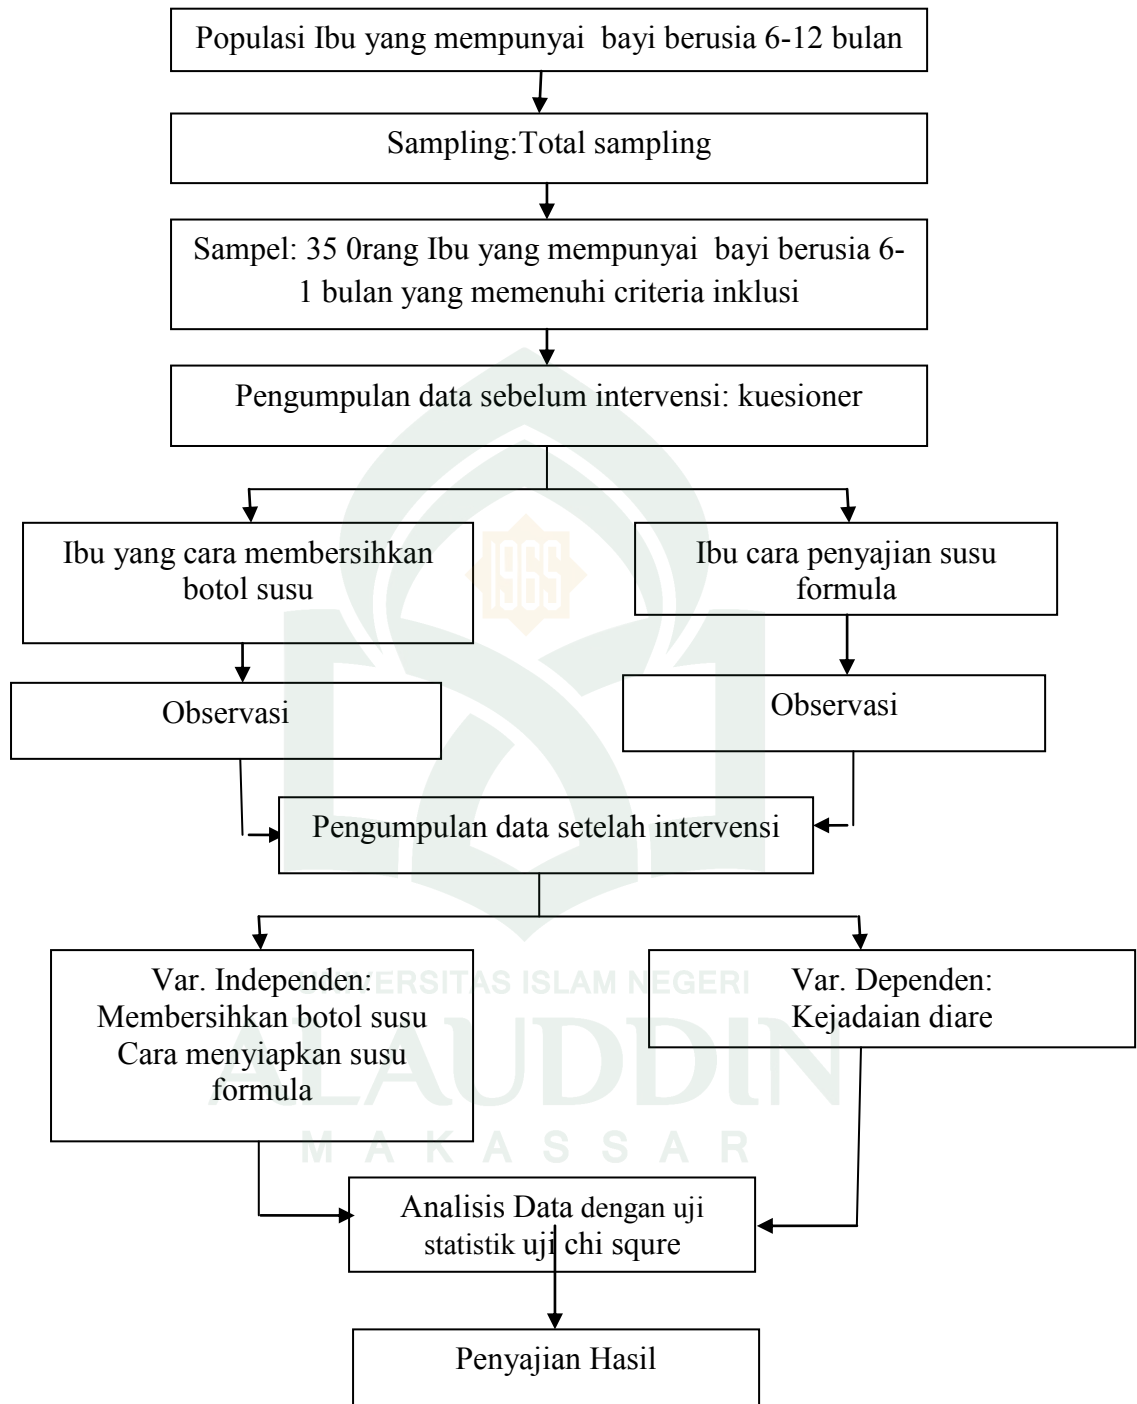 Populasi Ibu yang mempunyai bayi berusia 6-12 bulan
Sampling:Total sampling
Sampel: 35 0rang Ibu yang mempunyai bayi berusia 6-
1 bulan yang memenuhi criteria inklusi
Pengumpulan data sebelum intervensi: kuesioner
Ibu yang cara membersihkan
botol susu
Ibu cara penyajian susu
formula
1965
Observasi
Observasi
Pengumpulan data setelah intervensi
Var. Independen:
Membersihkan botol susu
Cara menyiapkan susu
formula
Var. Dependen:
Kejadaian diare
UNIVERSITAS ISLAM NEGERI
ALAUDDIN
MAKASSAR
Analisis Data dengan uji
statistik uji chi squre
Penyajian Hasil